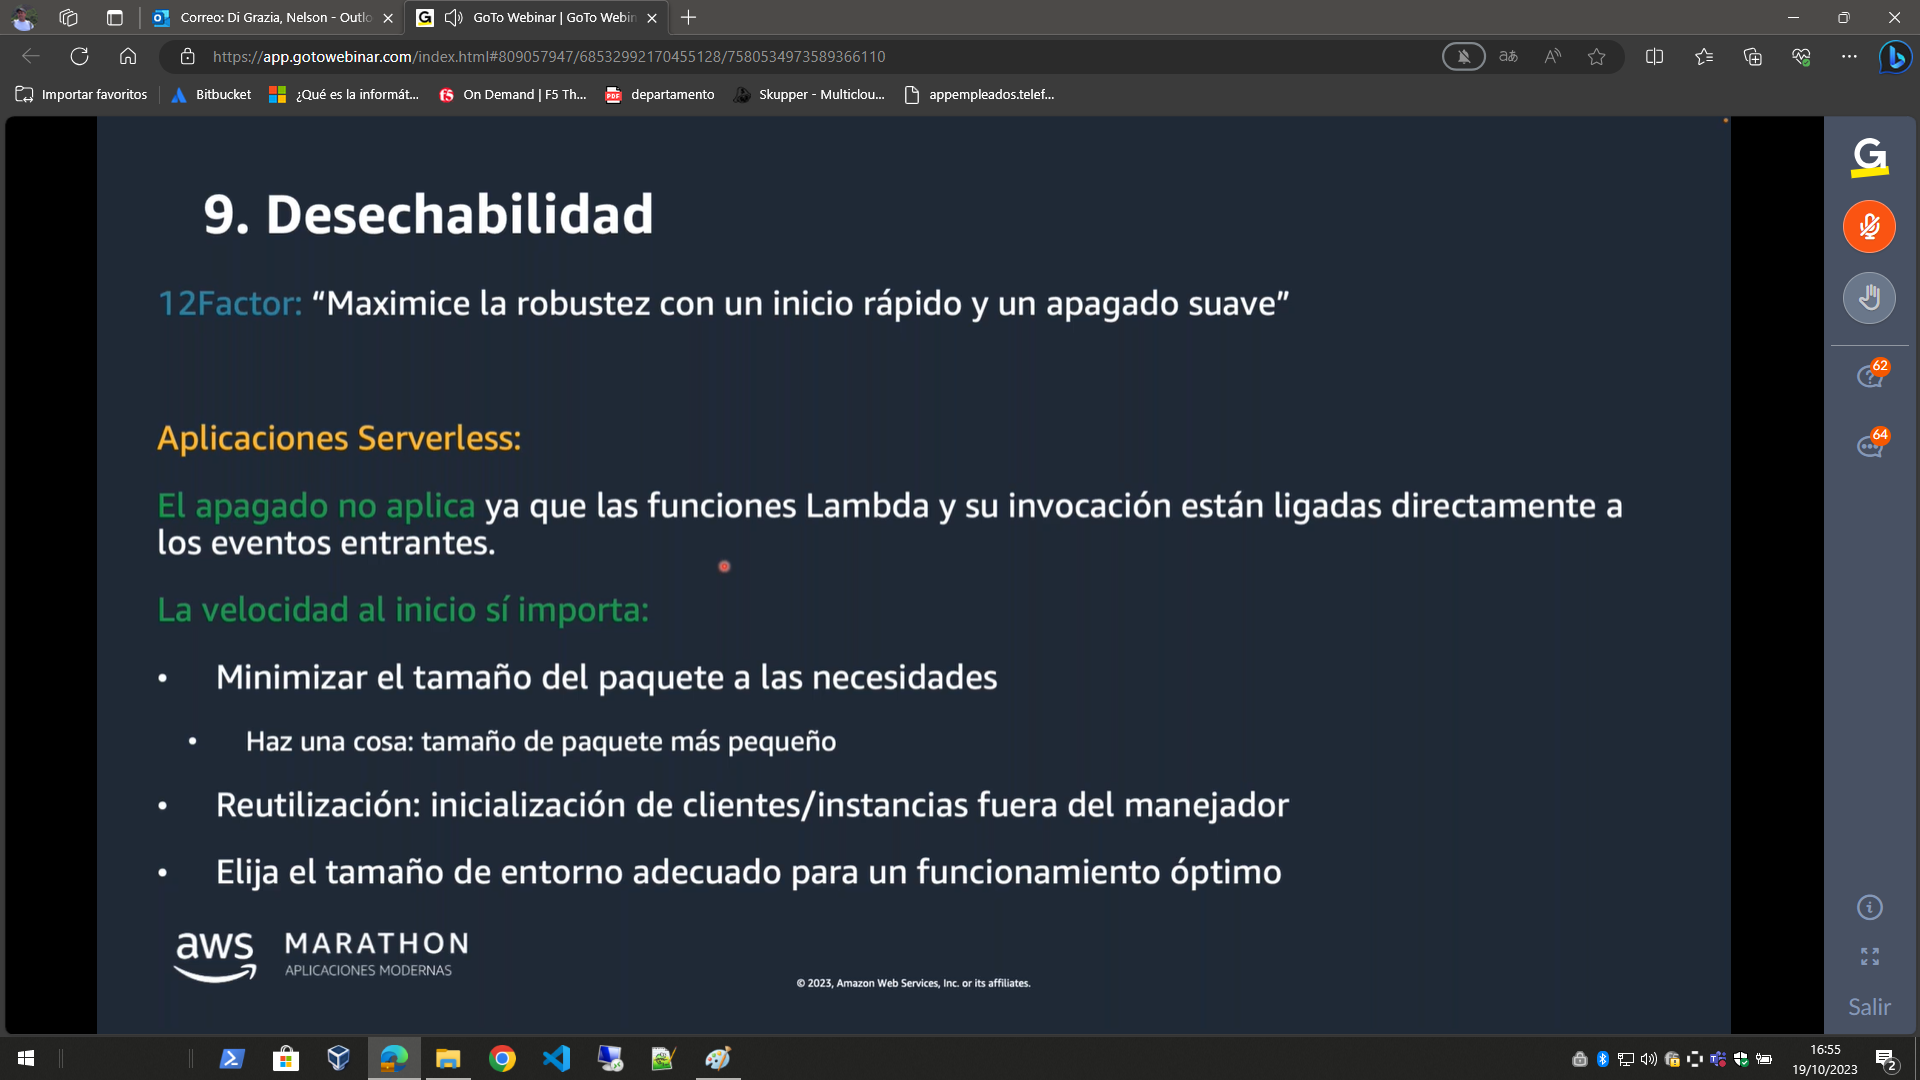 Correo: Di Grazia, Nelson - Outlo
GoTo Webinar | GoTo Webin
https://app.gotowebinar.com/index.html#809057947/68532992170455128/7580534973589366110
aあ
Importar favoritos
Bitbucket
¿Qué es la informát...
On Demand | F5 Th...
departamento
Skupper - Multiclou...
appempleados.telef...
9. Desechabilidad
12Factor: “Maximice la robustez con un inicio rápido y un apagado suave”
Aplicaciones Serverless:
El apagado no aplica ya que las funciones Lambda y su invocación están ligadas directamente a
los eventos entrantes.
La velocidad al inicio sí importa:
• Minimizar el tamaño del paquete a las necesidades
• Haz una cosa: tamaño de paquete más pequeño
• Reutilización: inicialización de clientes/instancias fuera del manejador
• Elija el tamaño de entorno adecuado para un funcionamiento óptimo
aws
MARATHON
APLICACIONES MODERNAS
© 2023, Amazon Web Services, Inc. or its affiliates.
G
62
64
Salir
16:55
19/10/2023
2